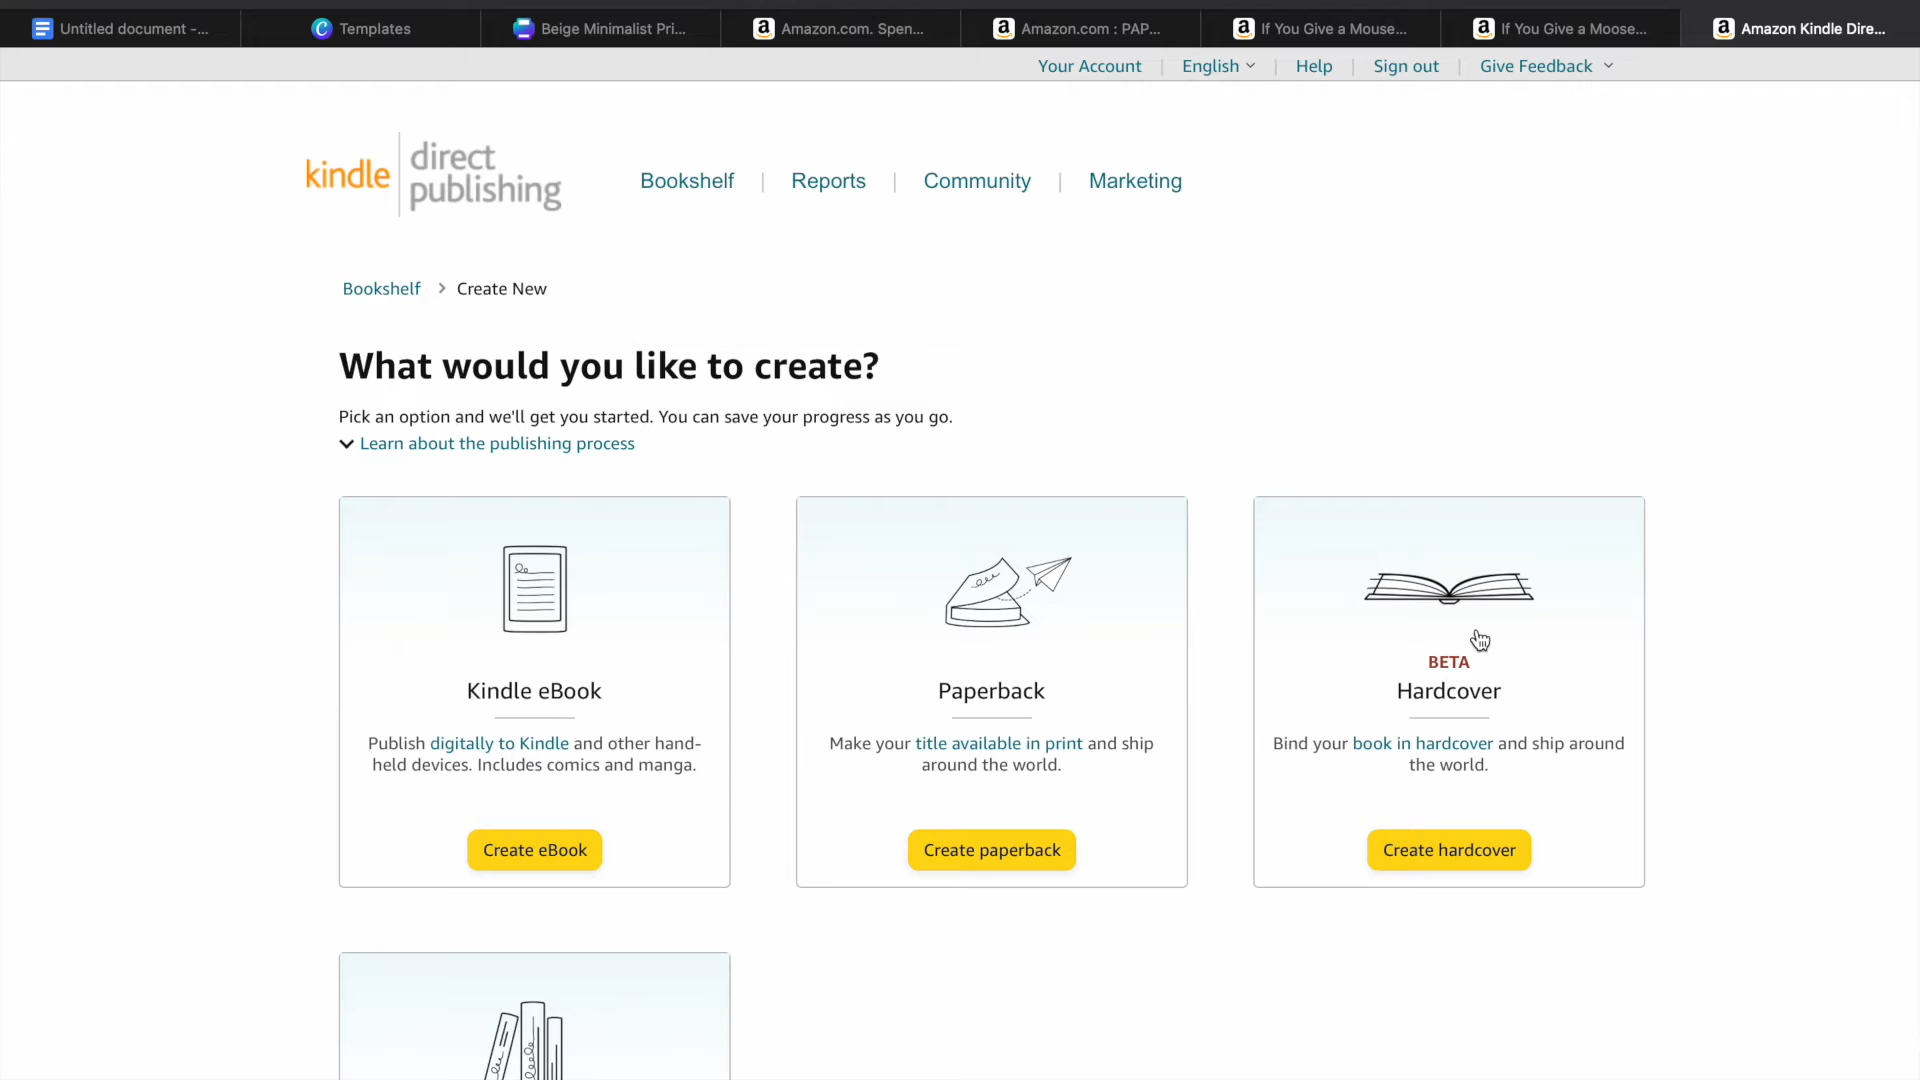 Untitled document -...
Templates
Beige Minimalist Pri...
Amazon.com. Spen...
Amazon.com : PAP...
If You Give a Mouse...
If You Give a Moose...
Amazon Kindle Dire...
Your Account
English
Help
Sign out
Give Feedback
kindle direct publishing
Bookshelf
Reports
Community
Marketing
Bookshelf > Create New
What would you like to create?
Pick an option and we'll get you started. You can save your progress as you go.
Learn about the publishing process
Kindle eBook
Publish digitally to Kindle and other hand-
held devices. Includes comics and manga.
Create eBook
Paperback
Make your title available in print and ship
around the world.
Create paperback
BETA
Hardcover
Bind your book in hardcover and ship around
the world.
Create hardcover